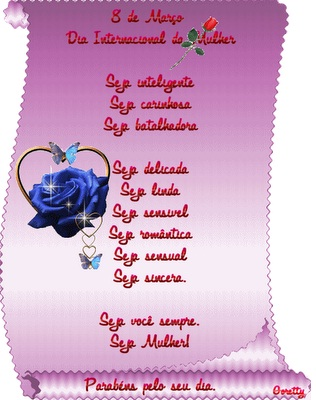 8 de Março
Dia Internacional da Mulher
Seja inteligente
Seja carinhosa
Seja batalhadora
Seja delicada
Seja linda
Seja sensivel
Seja romântica
Seja sensual
Seja sincera.
Seja você sempre.
Seja Mulher!
Parabéns pelo seu dia.
Goretty